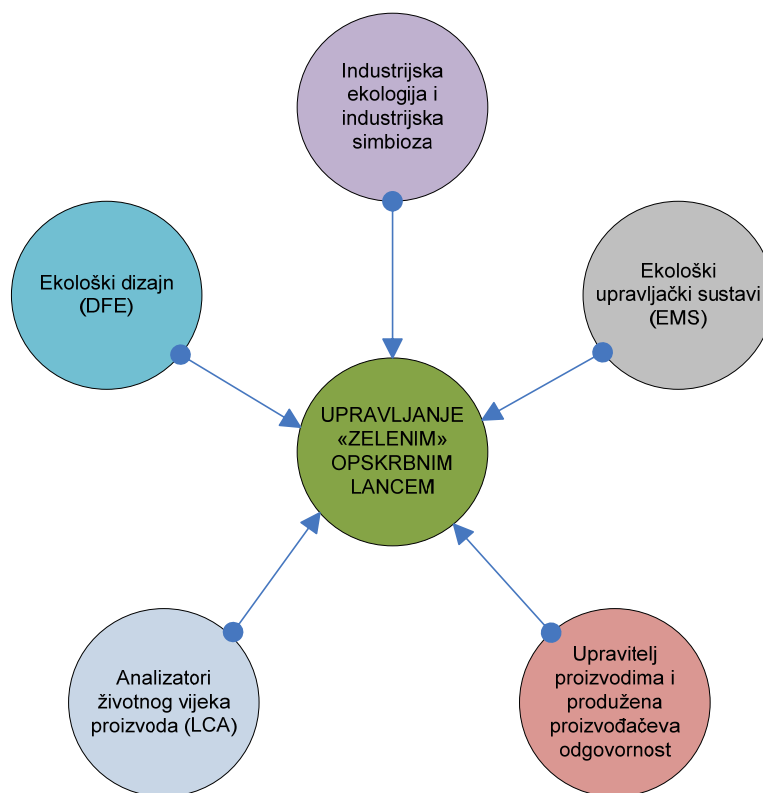 Industrijska
ekologija i
industrijska
simbioza
Ekološki dizajn
(DFE)
Ekološki
upravljački sustavi
(EMS)
UPRAVLJANJE
«ZELENIM»
OPSKRBNIM
LANCEM
Analizatori
životnog vijeka
proizvoda (LCA)
Upravitelj
proizvodima i
produžena
proizvođačeva
odgovornost